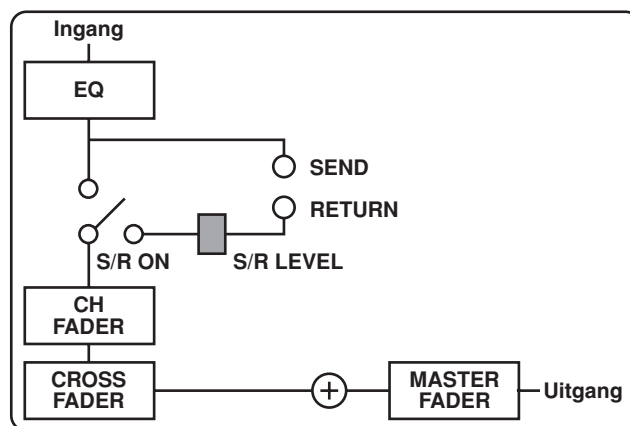 Ingang
EQ
SEND
RETURN
S/R ON
S/R LEVEL
CH
FADER
CROSS
FADER
MASTER
FADER
Uitgang